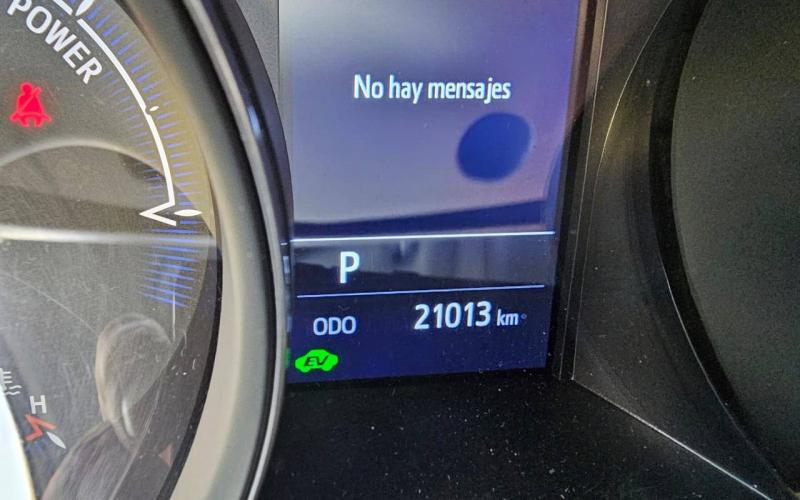 POWER
No hay mensajes
P
ODO 21013 km
EV
H